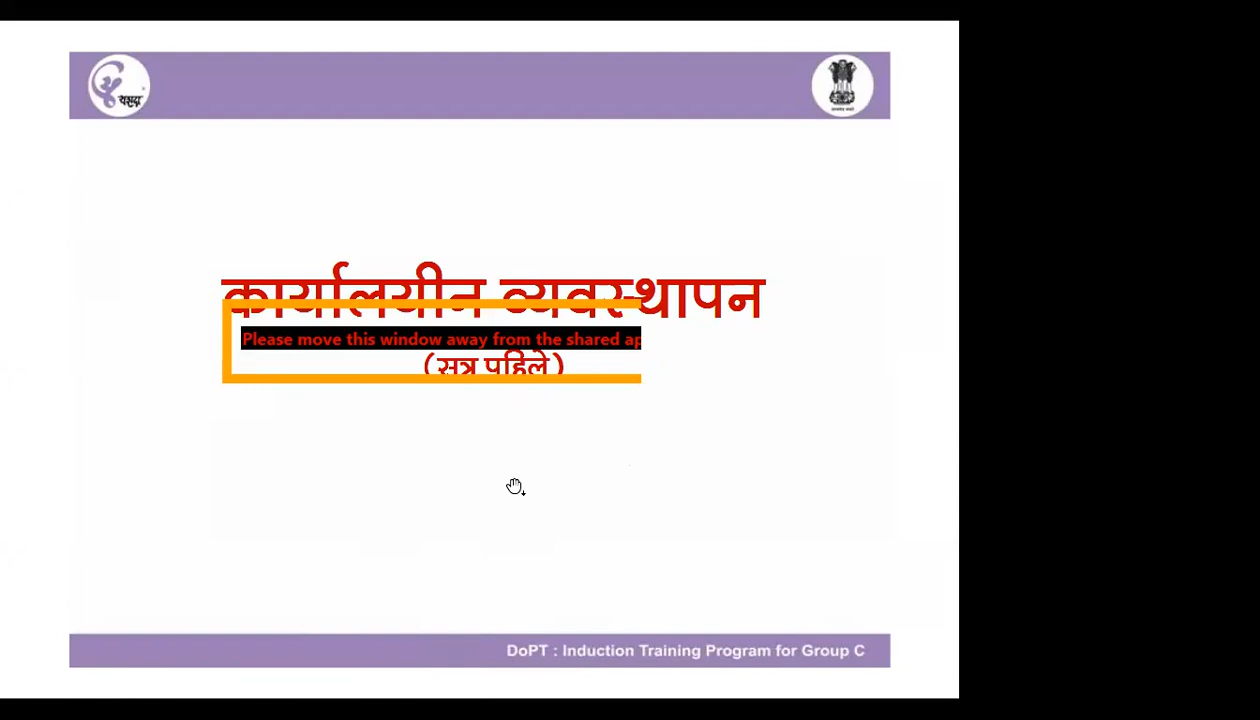 यशदा
कार्यालयीन व्यवस्थापन
Please move this window away from the shared ap
(सत्र पहिले)
DoPT : Induction Training Program for Group C